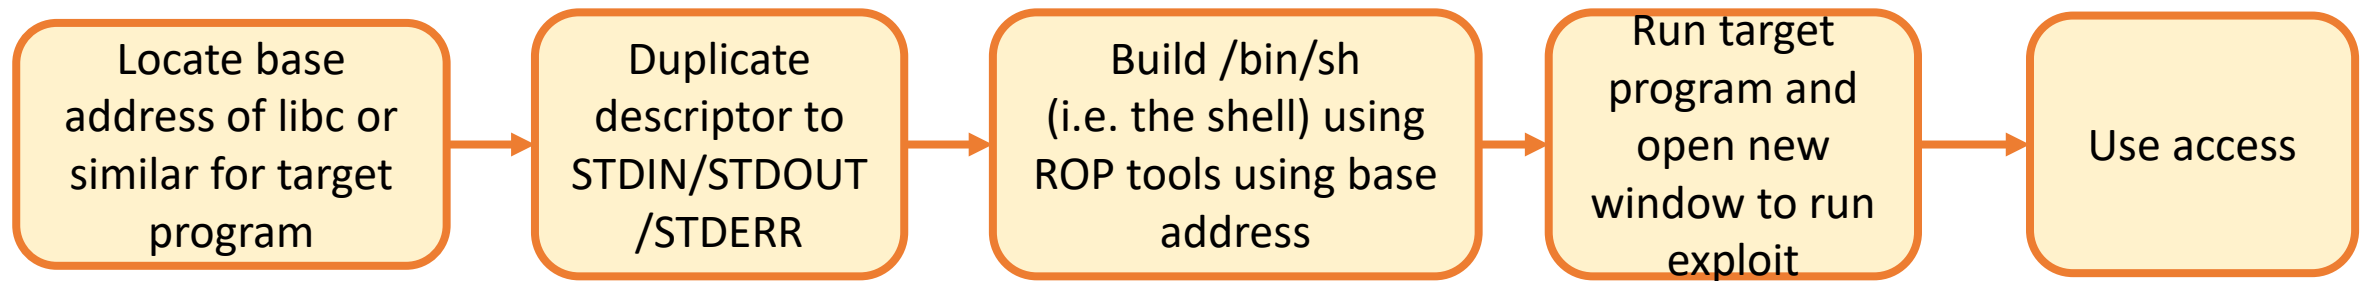 Locate base
address of libc or
similar for target
program
Duplicate
descriptor to
STDIN/STDOUT
/STDERR
Build /bin/sh
(i.e. the shell) using
ROP tools using base
address
Run target
program and
open new
window to run
exploit
Use access